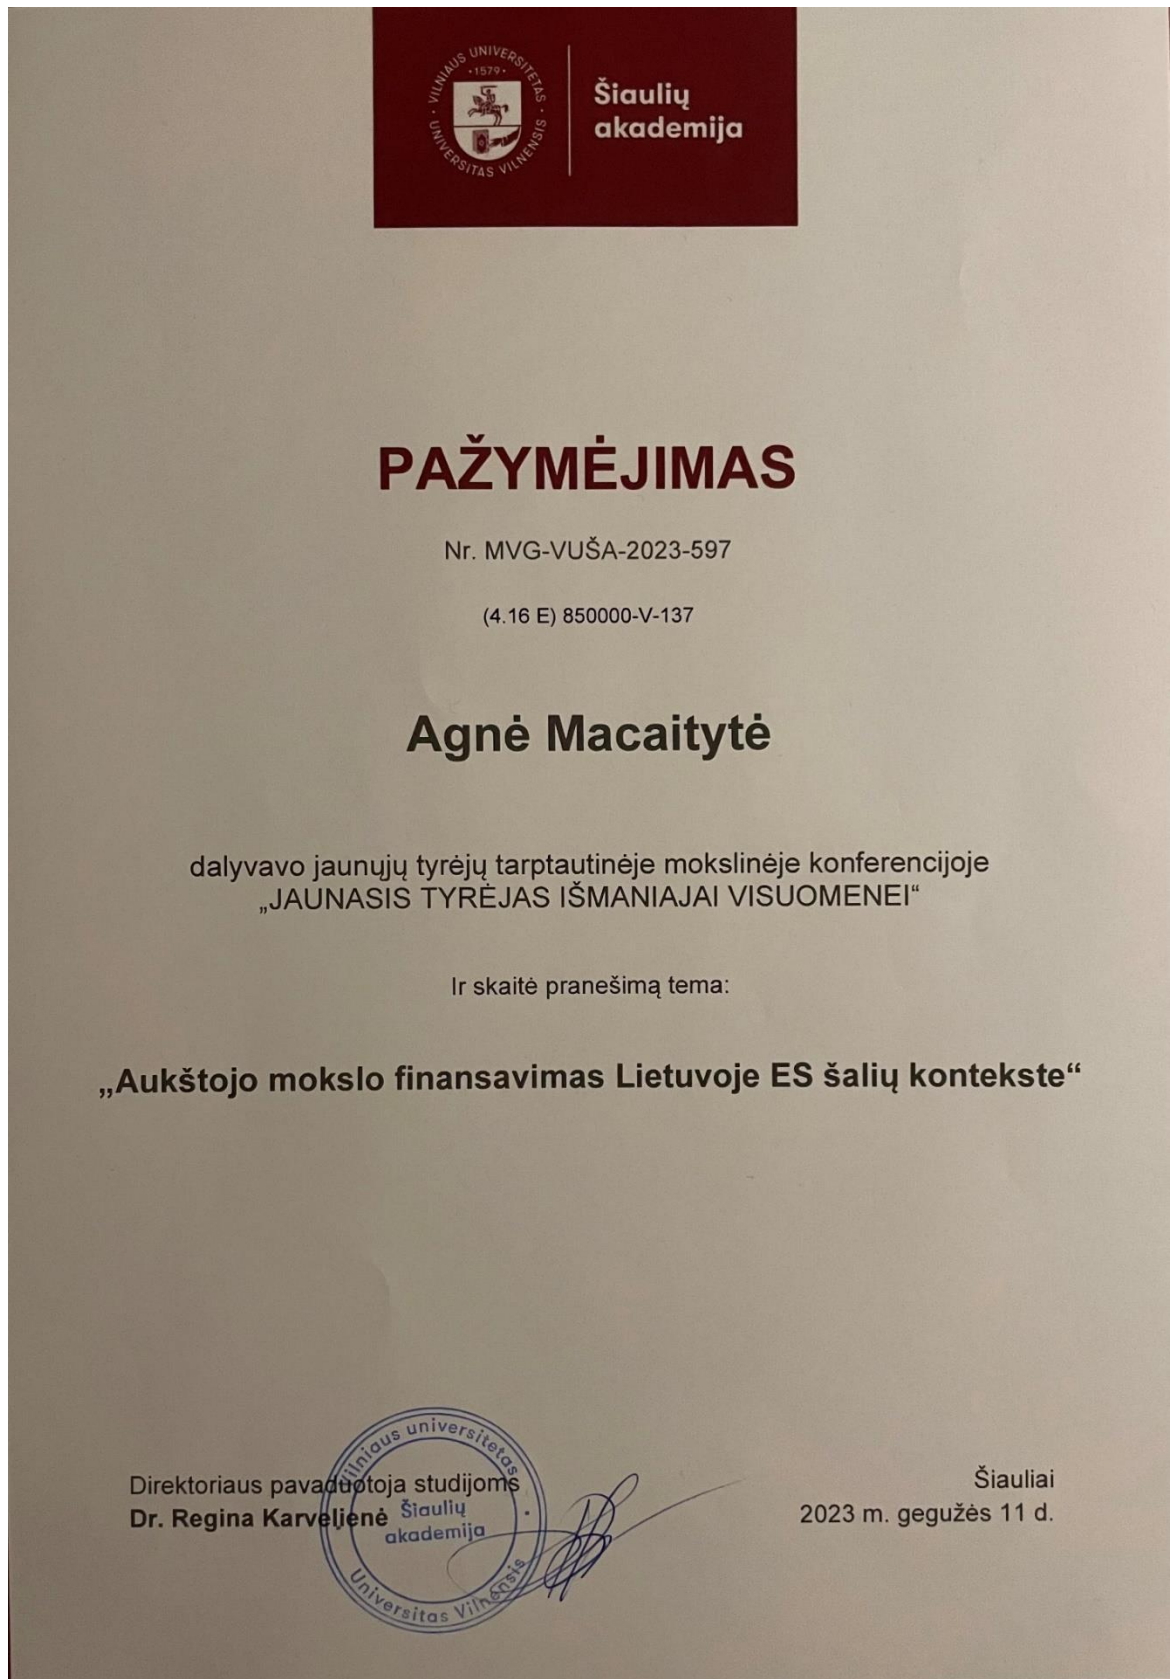 VILNIAUS UNIVERSITETAS
· 1579 ·
UNIVERSITAS VILNENSIS
Šiaulių
akademija
PAŽYMĖJIMAS
Nr. MVG-VUŠA-2023-597
(4.16 E) 850000-V-137
Agnė Macaitytė
dalyvavo jaunųjų tyrėjų tarptautinėje mokslinėje konferencijoje
„JAUNASIS TYRĖJAS IŠMANIAJAI VISUOMENEI“
Ir skaitė pranešimą tema:
„Aukštojo mokslo finansavimas Lietuvoje ES šalių kontekste“
Direktoriaus pavaduotoja studijoms
Dr. Regina Karvelienė
Vilniaus universitetas
Šiaulių
akademija
Universitas Vilnensis
Šiauliai
2023 m. gegužės 11 d.